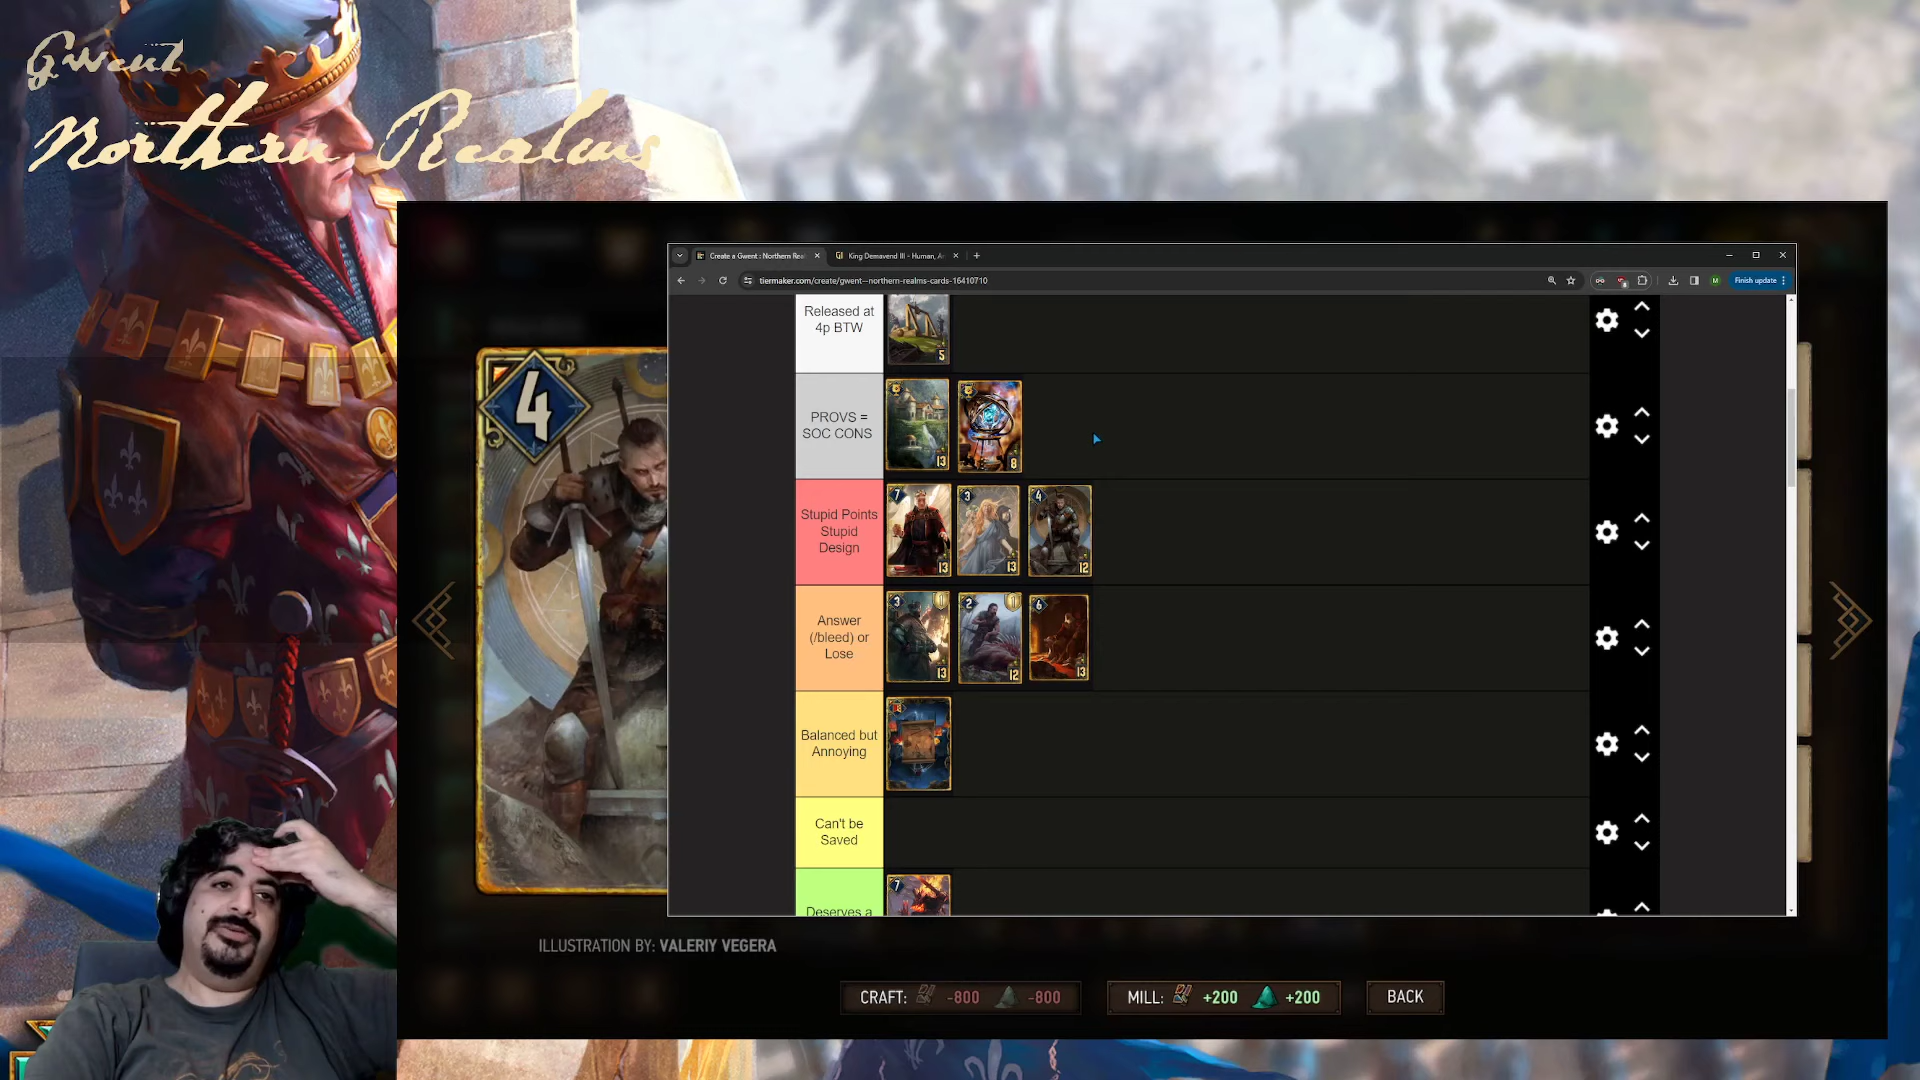 Gwent
Northern Realms
Create a Gwent : Northern Rea
King Demavend III - Human, A
tiermaker.com/create/gwent--northern-realms-cards-16410710
Finish update
Released at
4p BTW
5
PROVS =
SOC CONS
13
8
Stupid Points
Stupid
Design
7
13
3
13
4
12
Answer
(/bleed) or
Lose
3
13
2
12
6
13
Balanced but
Annoying
Can't be
Saved
Deserves a
7
4
ILLUSTRATION BY: VALERIY VEGERA
CRAFT: -800 -800
MILL: +200 +200
BACK